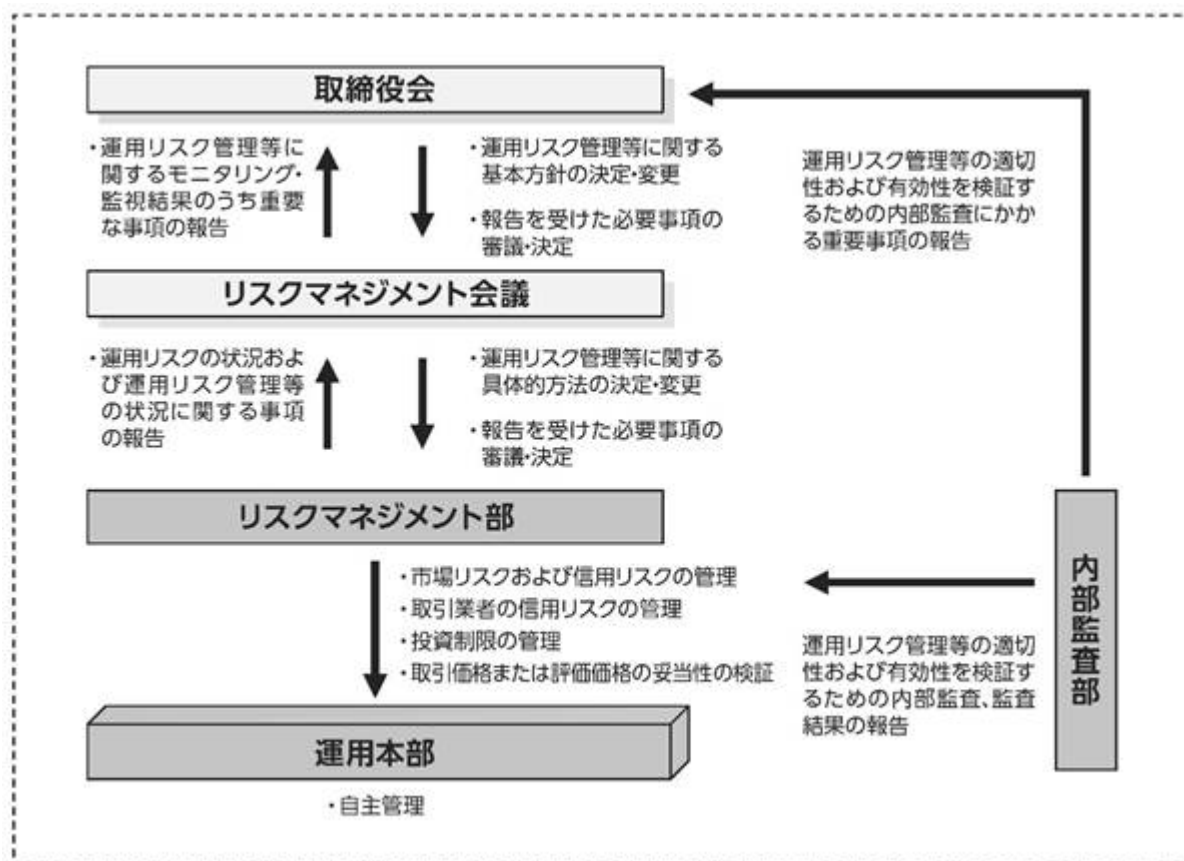 取締役会
・運用リスク管理等に
関するモニタリング・
監視結果のうち重要
な事項の報告
・運用リスク管理等に関する
基本方針の決定・変更
・報告を受けた必要事項の
審議・決定
運用リスク管理等の適切
性および有効性を検証す
るための内部監査にかか
る重要事項の報告
リスクマネジメント会議
・運用リスクの状況およ
び運用リスク管理等
の状況に関する事項
の報告
・運用リスク管理等に関する
具体的方法の決定・変更
・報告を受けた必要事項の
審議・決定
リスクマネジメント部
・市場リスクおよび信用リスクの管理
・取引業者の信用リスクの管理
・投資制限の管理
・取引価格または評価価格の妥当性の検証
運用リスク管理等の適切
性および有効性を検証す
るための内部監査、監査
結果の報告
内部監査部
運用本部
・自主管理